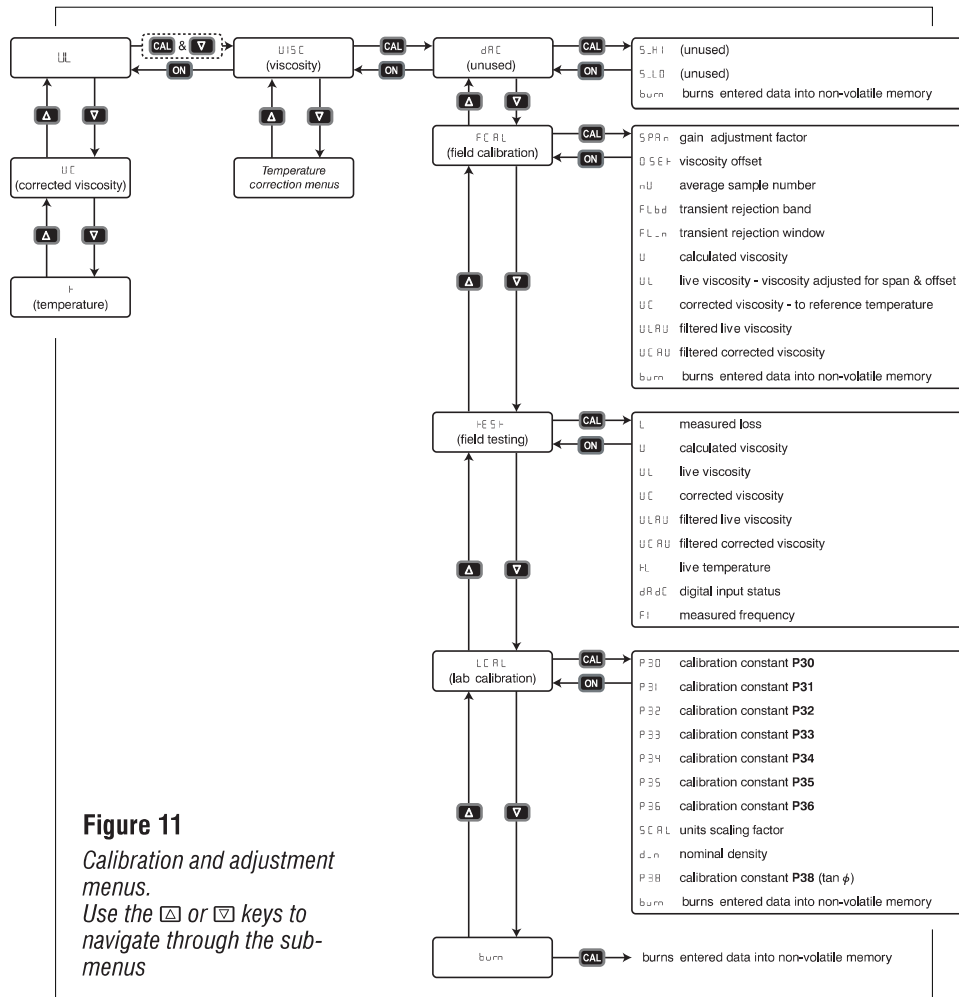 UL
CAL & ▽
ON
VISC
(viscosity)
CAL
ON
dAC
(unused)
CAL
ON
S_HI (unused)
S_LO (unused)
burn burns entered data into non-volatile memory
△
▽
△
▽
△
▽
UC
(corrected viscosity)
Temperature
correction menus
FCAL
(field calibration)
CAL
ON
SPAn gain adjustment factor
OSEt viscosity offset
nU average sample number
FLbd transient rejection band
FL_n transient rejection window
U calculated viscosity
UL live viscosity - viscosity adjusted for span & offset
UC corrected viscosity - to reference temperature
ULAU filtered live viscosity
UCAU filtered corrected viscosity
burn burns entered data into non-volatile memory
△
▽
t
(temperature)
△
▽
tESt
(field testing)
CAL
ON
L measured loss
U calculated viscosity
UL live viscosity
UC corrected viscosity
ULAU filtered live viscosity
UCAU filtered corrected viscosity
tL live temperature
dAdC digital input status
FI measured frequency
△
▽
LCAL
(lab calibration)
CAL
ON
P30 calibration constant P30
P31 calibration constant P31
P32 calibration constant P32
P33 calibration constant P33
P34 calibration constant P34
P35 calibration constant P35
P36 calibration constant P36
SCAL units scaling factor
d_n nominal density
P38 calibration constant P38 (tan ϕ)
burn burns entered data into non-volatile memory
△
▽
burn
CAL
burns entered data into non-volatile memory
Figure 11
Calibration and adjustment
menus.
Use the △ or ▽ keys to
navigate through the sub-
menus